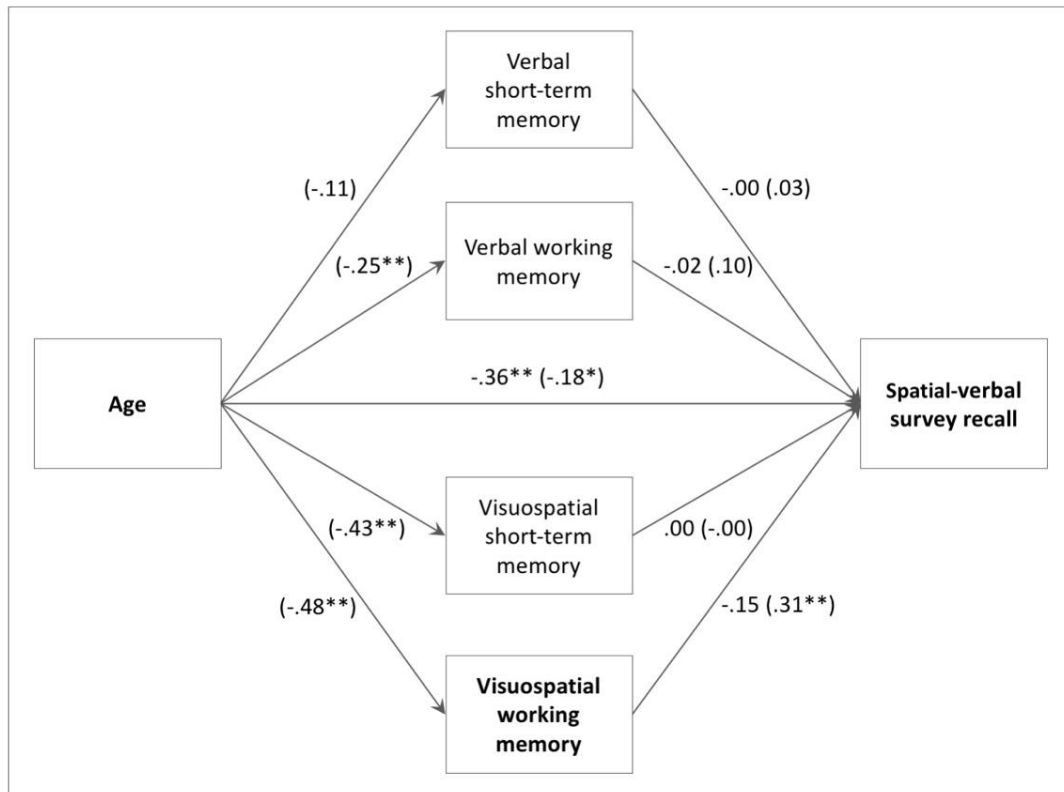 Verbal
short-term
memory
(-.11)
-.00 (.03)
Verbal working
memory
(-.25**)
-.02 (.10)
Age
-.36** (-.18*)
Spatial-verbal
survey recall
Visuospatial
short-term
memory
(-.43**)
.00 (-.00)
(-.48**)
-.15 (.31**)
Visuospatial
working
memory